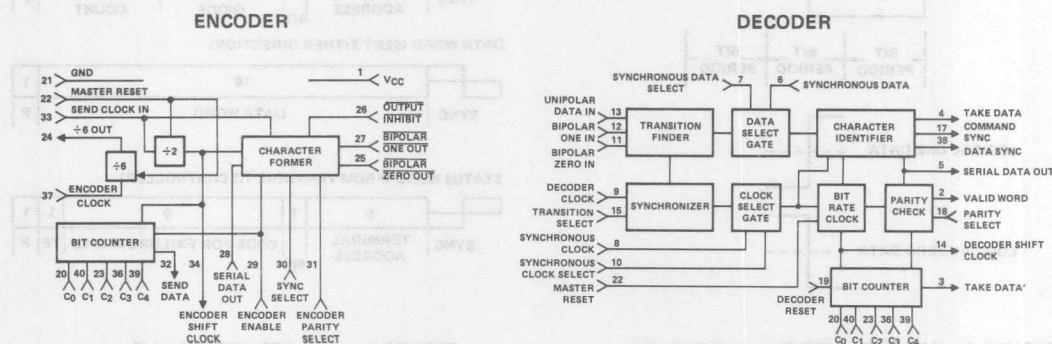 ENCODER
21 GND
22 MASTER RESET
33 SEND CLOCK IN
24 ÷6 OUT
÷6
÷2
37 ENCODER CLOCK
BIT COUNTER
20 40 23 36 39
C0 C1 C2 C3 C4
32 SEND DATA
34 ENCODER SHIFT CLOCK
28 SERIAL DATA OUT
29 ENCODER ENABLE
30 SYNC SELECT
31 ENCODER PARITY SELECT
CHARACTER FORMER
1 VCC
26 OUTPUT INHIBIT
27 BIPOLAR ONE OUT
25 BIPOLAR ZERO OUT
DECODER
SYNCHRONOUS DATA SELECT 7
6 SYNCHRONOUS DATA
UNIPOLAR DATA IN 13
BIPOLAR ONE IN 12
BIPOLAR ZERO IN 11
TRANSITION FINDER
DATA SELECT GATE
CHARACTER IDENTIFIER
4 TAKE DATA
17 COMMAND SYNC
38 DATA SYNC
5 SERIAL DATA OUT
DECODER CLOCK 9
TRANSITION SELECT 15
SYNCHRONIZER
CLOCK SELECT GATE
BIT RATE CLOCK
PARITY CHECK
2 VALID WORD
18 PARITY SELECT
SYNCHRONOUS CLOCK 8
SYNCHRONOUS CLOCK SELECT 10
MASTER RESET 22
14 DECODER SHIFT CLOCK
DECODER RESET 19
BIT COUNTER
3 TAKE DATA'
20 40 23 36 39
C0 C1 C2 C3 C4